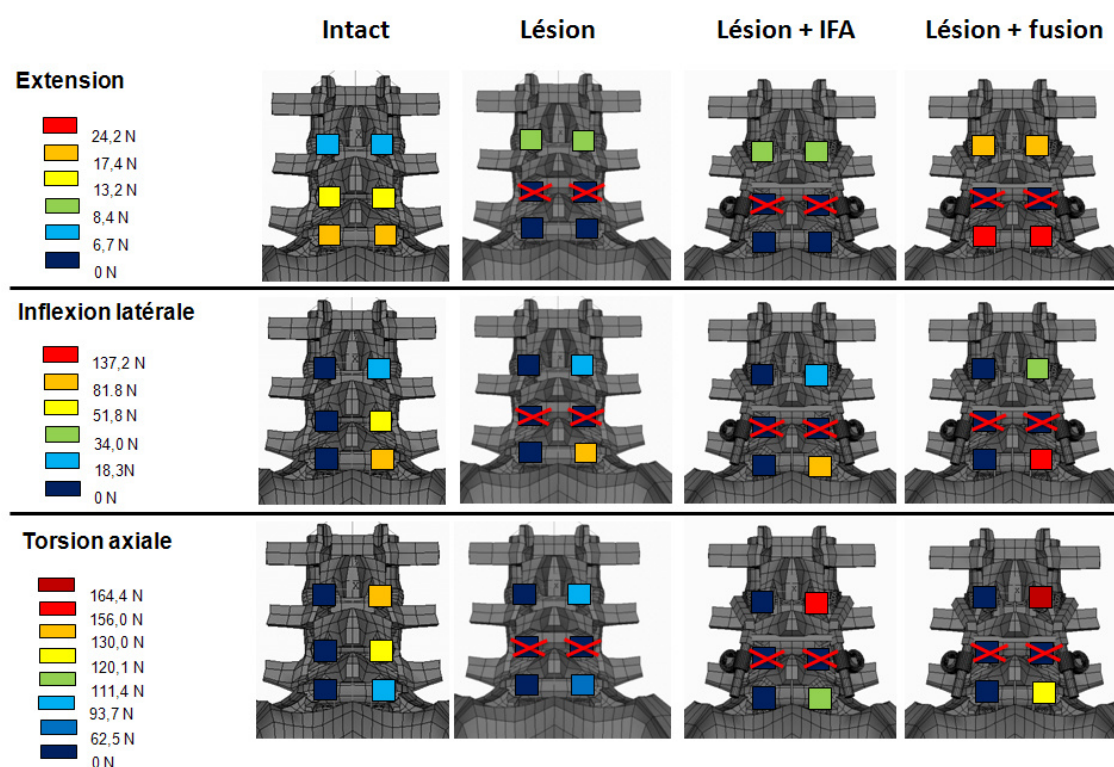 Intact
Lésion
Lésion + IFA
Lésion + fusion
Extension
24,2 N
17,4 N
13,2 N
8,4 N
6,7 N
0 N
Inflexion latérale
137,2 N
81.8 N
51,8 N
34,0 N
18,3N
0 N
Torsion axiale
164,4 N
156,0 N
130,0 N
120,1 N
111,4 N
93,7 N
62,5 N
0 N